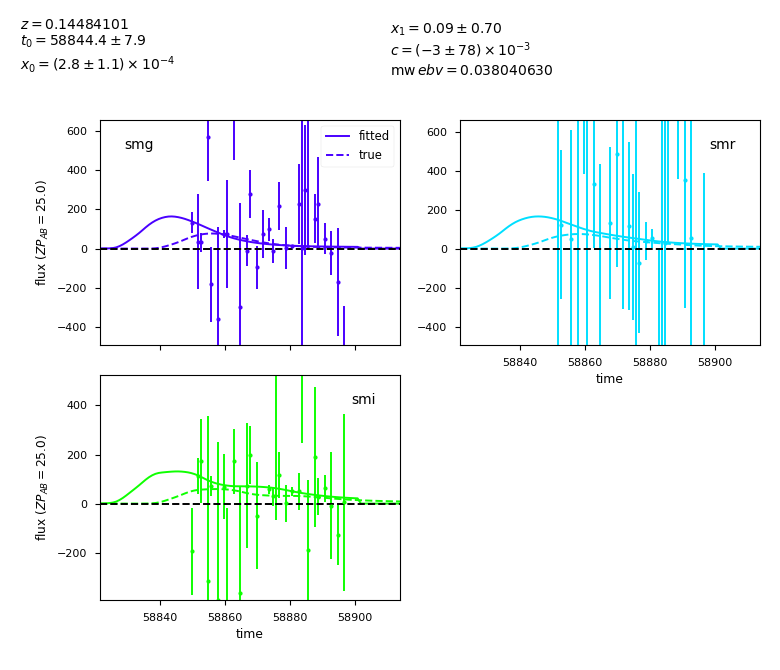 z = 0.14484101
t₀ = 58844.4 ± 7.9
x₀ = (2.8 ± 1.1) × 10⁻⁴
x₁ = 0.09 ± 0.70
c = (−3 ± 78) × 10⁻³
mw ebv = 0.038040630
smg
fitted
true
600
400
200
0
−200
−400
flux (ZP_AB = 25.0)
smr
600
400
200
0
−200
−400
58840 58860 58880 58900
time
smi
400
200
0
−200
flux (ZP_AB = 25.0)
58840 58860 58880 58900
time